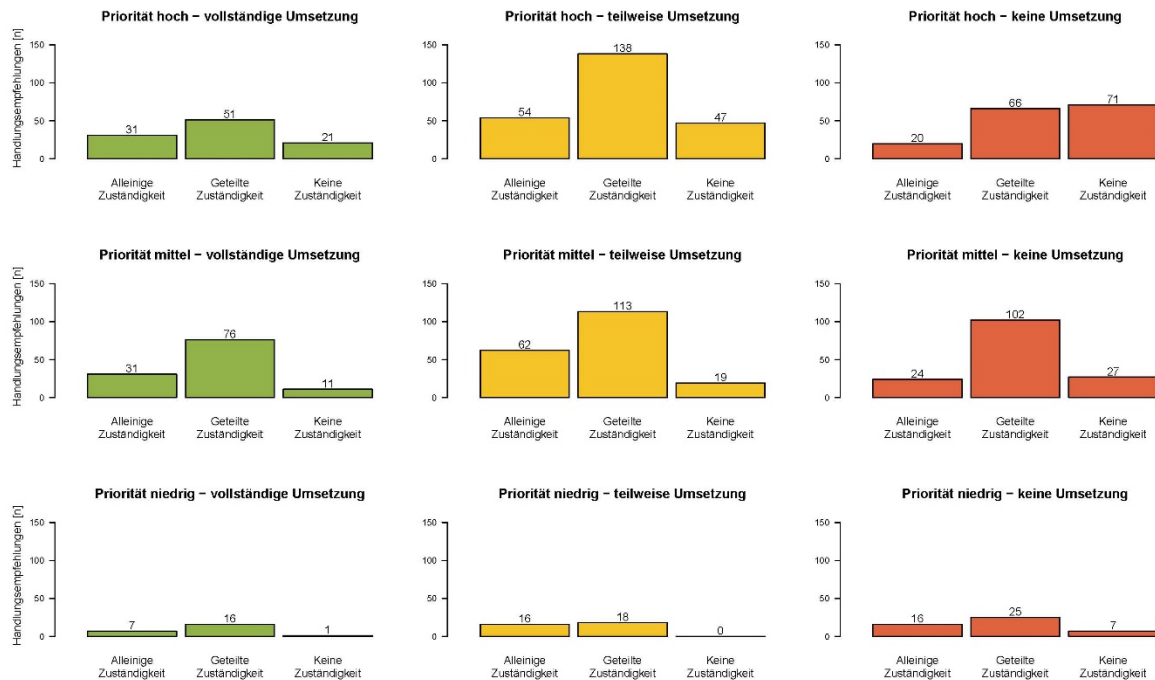 Priorität hoch – vollständige Umsetzung
Handlungsempfehlungen [n]
150
100
50
0
31
51
21
Alleinige
Zuständigkeit
Geteilte
Zuständigkeit
Keine
Zuständigkeit
Priorität hoch – teilweise Umsetzung
150
100
50
0
54
138
47
Alleinige
Zuständigkeit
Geteilte
Zuständigkeit
Keine
Zuständigkeit
Priorität hoch – keine Umsetzung
150
100
50
0
20
66
71
Alleinige
Zuständigkeit
Geteilte
Zuständigkeit
Keine
Zuständigkeit
Priorität mittel – vollständige Umsetzung
Handlungsempfehlungen [n]
150
100
50
0
31
76
11
Alleinige
Zuständigkeit
Geteilte
Zuständigkeit
Keine
Zuständigkeit
Priorität mittel – teilweise Umsetzung
150
100
50
0
62
113
19
Alleinige
Zuständigkeit
Geteilte
Zuständigkeit
Keine
Zuständigkeit
Priorität mittel – keine Umsetzung
150
100
50
0
24
102
27
Alleinige
Zuständigkeit
Geteilte
Zuständigkeit
Keine
Zuständigkeit
Priorität niedrig – vollständige Umsetzung
Handlungsempfehlungen [n]
150
100
50
0
7
16
1
Alleinige
Zuständigkeit
Geteilte
Zuständigkeit
Keine
Zuständigkeit
Priorität niedrig – teilweise Umsetzung
150
100
50
0
16
18
0
Alleinige
Zuständigkeit
Geteilte
Zuständigkeit
Keine
Zuständigkeit
Priorität niedrig – keine Umsetzung
150
100
50
0
16
25
7
Alleinige
Zuständigkeit
Geteilte
Zuständigkeit
Keine
Zuständigkeit